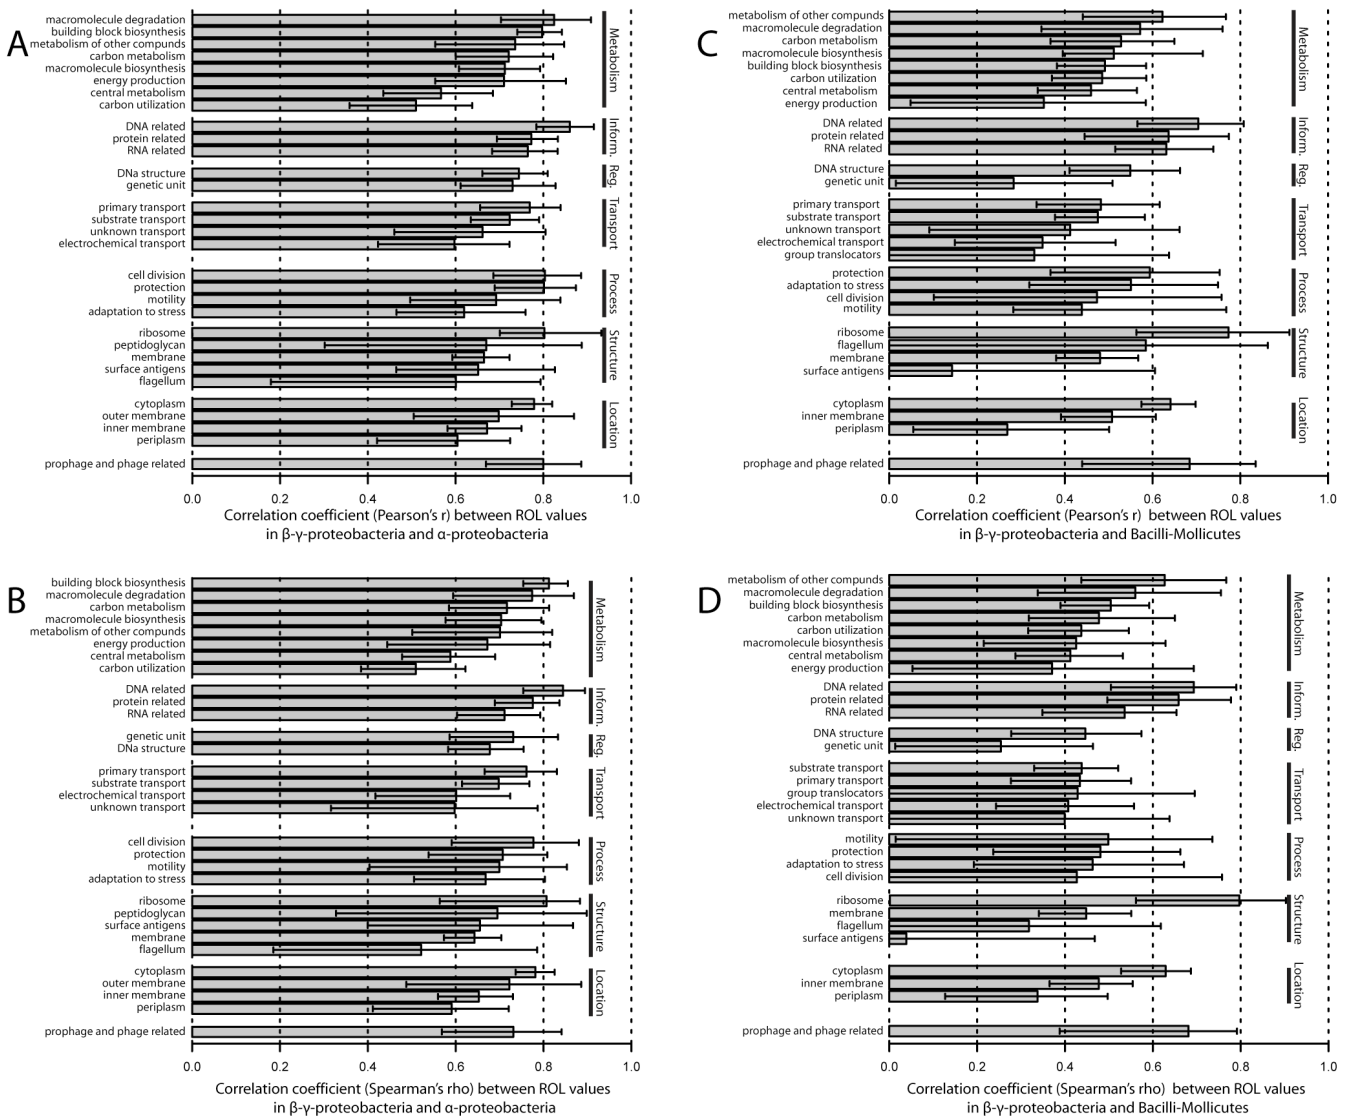 A
macromolecule degradation
building block biosynthesis
metabolism of other compunds
carbon metabolism
macromolecule biosynthesis
energy production
central metabolism
carbon utilization
Metabolism
DNA related
protein related
RNA related
Inform.
DNa structure
genetic unit
Reg.
primary transport
substrate transport
unknown transport
electrochemical transport
Transport
cell division
protection
motility
adaptation to stress
Process
ribosome
peptidoglycan
membrane
surface antigens
flagellum
Structure
cytoplasm
outer membrane
inner membrane
periplasm
Location
prophage and phage related
0.0 0.2 0.4 0.6 0.8 1.0
Correlation coefficient (Pearson's r) between ROL values
in β-γ-proteobacteria and α-proteobacteria
B
building block biosynthesis
macromolecule degradation
carbon metabolism
macromolecule biosynthesis
metabolism of other compunds
energy production
central metabolism
carbon utilization
Metabolism
DNA related
protein related
RNA related
Inform.
genetic unit
DNa structure
Reg.
primary transport
substrate transport
electrochemical transport
unknown transport
Transport
cell division
protection
motility
adaptation to stress
Process
ribosome
peptidoglycan
surface antigens
membrane
flagellum
Structure
cytoplasm
outer membrane
inner membrane
periplasm
Location
prophage and phage related
0.0 0.2 0.4 0.6 0.8 1.0
Correlation coefficient (Spearman's rho) between ROL values
in β-γ-proteobacteria and α-proteobacteria
C
metabolism of other compunds
macromolecule degradation
carbon metabolism
macromolecule biosynthesis
building block biosynthesis
carbon utilization
central metabolism
energy production
Metabolism
DNA related
protein related
RNA related
Inform.
DNA structure
genetic unit
Reg.
primary transport
substrate transport
unknown transport
electrochemical transport
group translocators
Transport
protection
adaptation to stress
cell division
motility
Process
ribosome
flagellum
membrane
surface antigens
Structure
cytoplasm
inner membrane
periplasm
Location
prophage and phage related
0.0 0.2 0.4 0.6 0.8 1.0
Correlation coefficient (Pearson's r) between ROL values
in β-γ-proteobacteria and Bacilli-Mollicutes
D
metabolism of other compunds
macromolecule degradation
building block biosynthesis
carbon metabolism
carbon utilization
macromolecule biosynthesis
central metabolism
energy production
Metabolism
DNA related
protein related
RNA related
Inform.
DNA structure
genetic unit
Reg.
substrate transport
primary transport
group translocators
electrochemical transport
unknown transport
Transport
motility
protection
adaptation to stress
cell division
Process
ribosome
membrane
flagellum
surface antigens
Structure
cytoplasm
inner membrane
periplasm
Location
prophage and phage related
0.0 0.2 0.4 0.6 0.8 1.0
Correlation coefficient (Spearman's rho) between ROL values
in β-γ-proteobacteria and Bacilli-Mollicutes